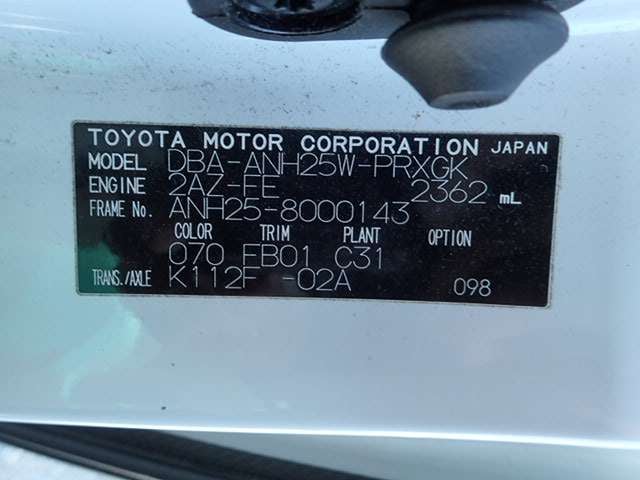 TOYOTA MOTOR CORPORATION JAPAN
MODEL DBA-ANH25W-PRXGK
ENGINE 2AZ-FE 2362 mL
FRAME No. ANH25-8000143
COLOR TRIM PLANT OPTION
070 FB01 C31
TRANS./AXLE K112F -02A 098